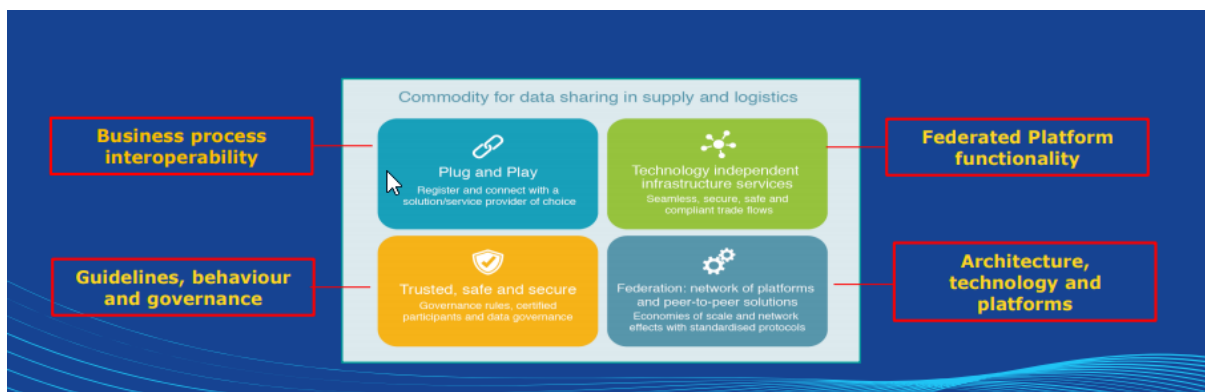 Commodity for data sharing in supply and logistics
Business process
interoperability
Plug and Play
Register and connect with a
solution/service provider of choice
Technology independent
infrastructure services
Seamless, secure, safe and
compliant trade flows
Federated Platform
functionality
Guidelines, behaviour
and governance
Trusted, safe and secure
Governance rules, certified
participants and data governance
Federation: network of platforms
and peer-to-peer solutions
Economies of scale and network
effects with standardised protocols
Architecture,
technology and
platforms